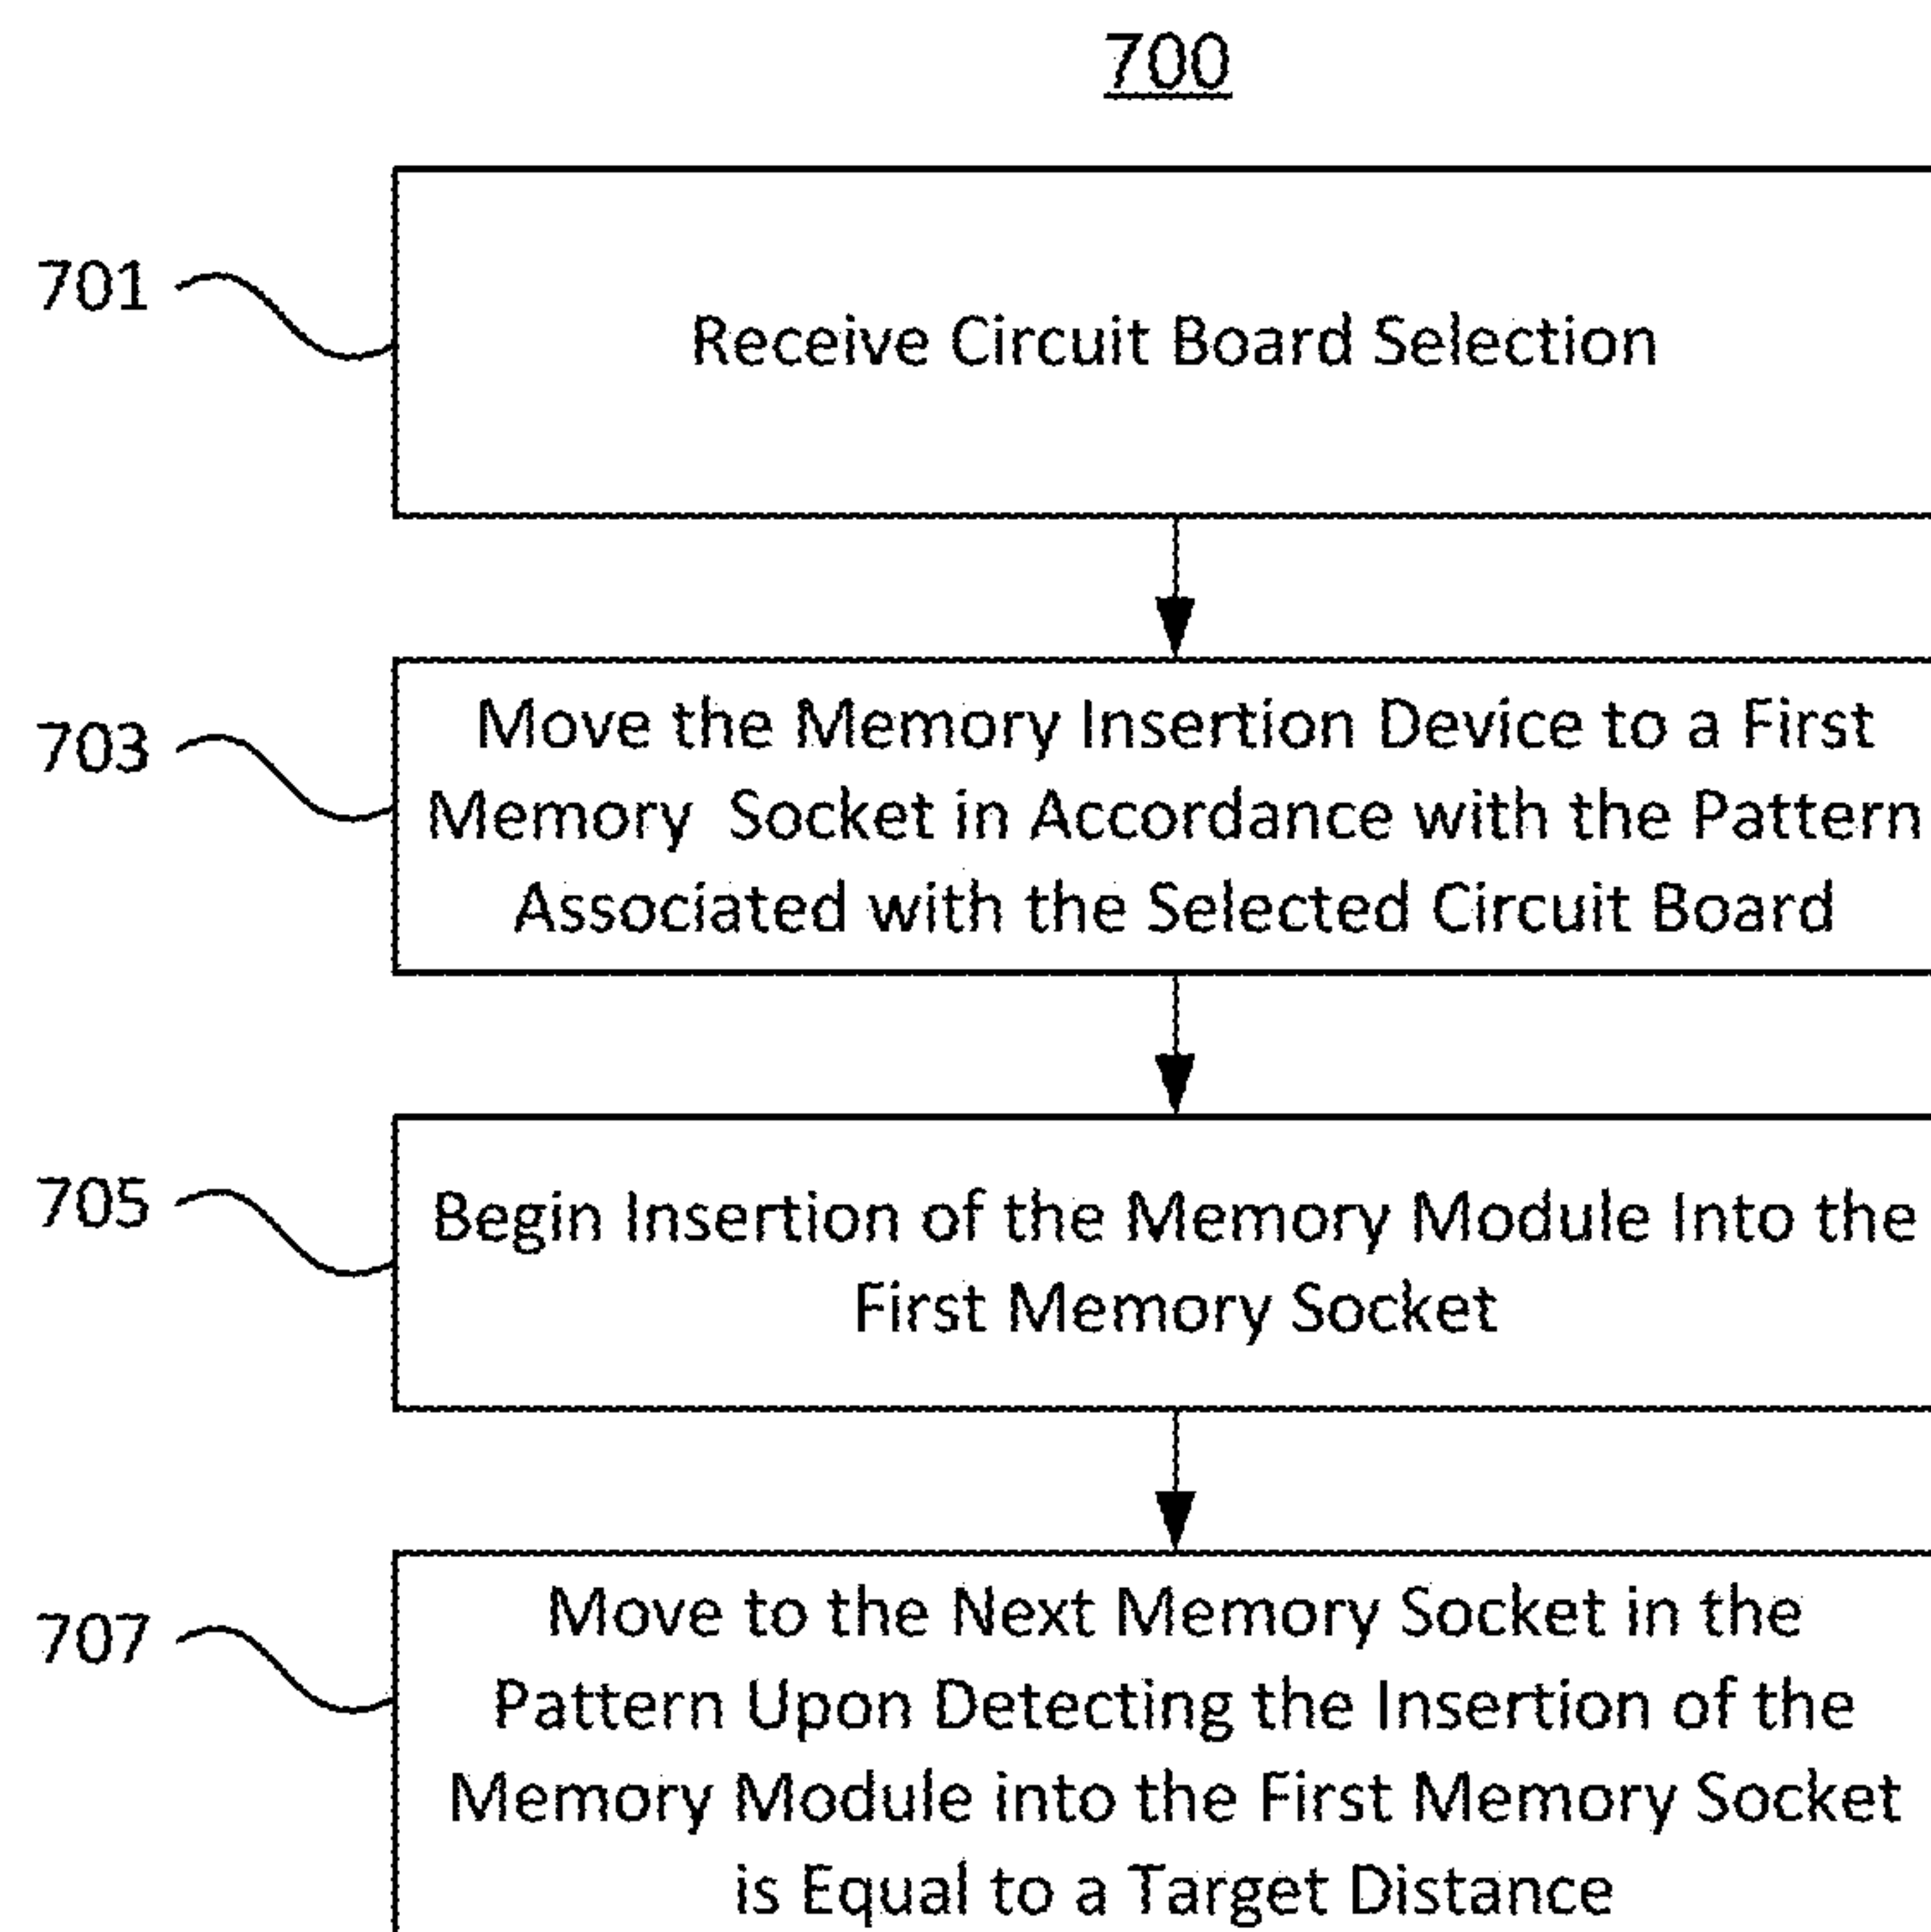 700
701
Receive Circuit Board Selection
703
Move the Memory Insertion Device to a First
Memory Socket in Accordance with the Pattern
Associated with the Selected Circuit Board
705
Begin Insertion of the Memory Module Into the
First Memory Socket
707
Move to the Next Memory Socket in the
Pattern Upon Detecting the Insertion of the
Memory Module into the First Memory Socket
is Equal to a Target Distance